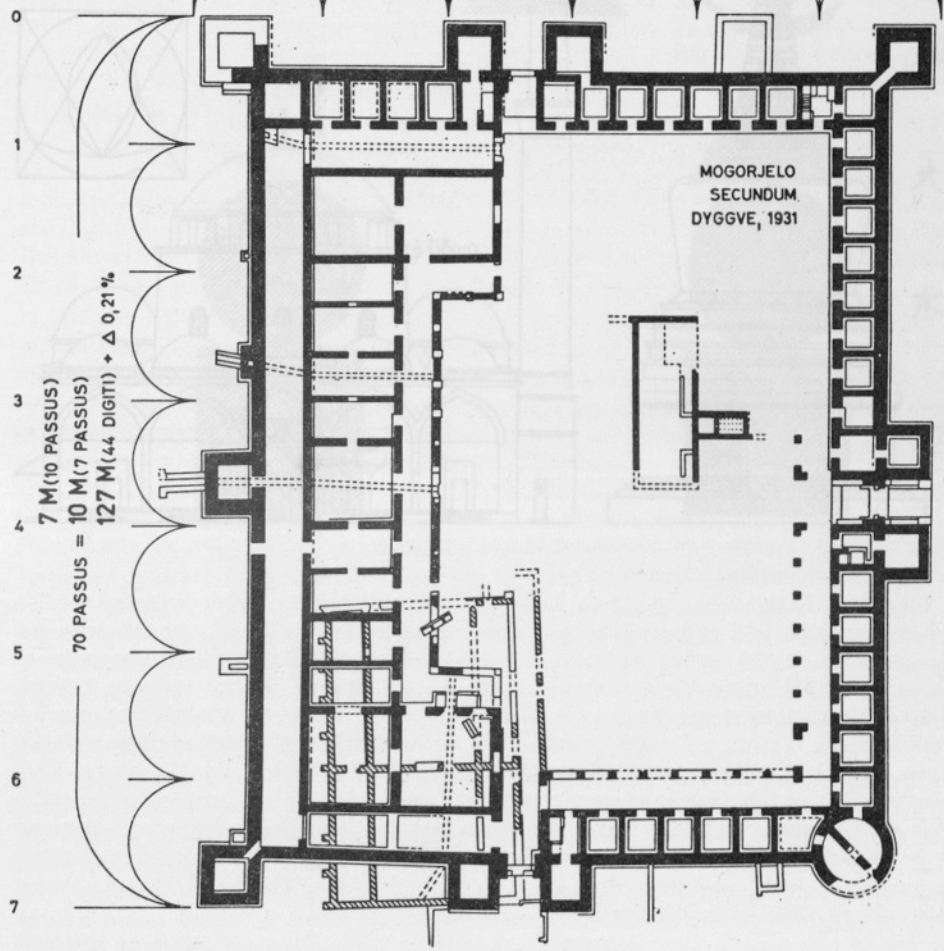 0
1
2
3
4
5
6
7
7 M(10 PASSUS)
70 PASSUS = 10 M(7 PASSUS)
127 M(44 DIGITI) + Δ 0,21 %
MOGORJELO
SECUNDUM
DYGGVE, 1931